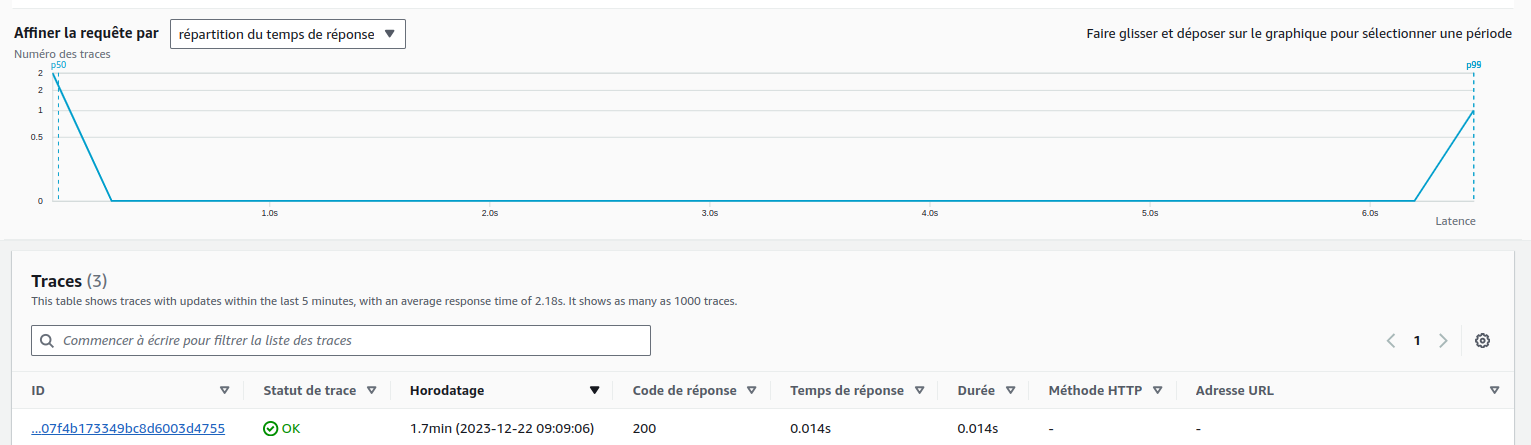 Affiner la requête par répartition du temps de réponse Faire glisser et déposer sur le graphique pour sélectionner une période
Numéro des traces
p50 p99
2
2
1
0.5
0
1.0s 2.0s 3.0s 4.0s 5.0s 6.0s
Latence
Traces (3)
This table shows traces with updates within the last 5 minutes, with an average response time of 2.18s. It shows as many as 1000 traces.
Commencer à écrire pour filtrer la liste des traces 1
ID Statut de trace Horodatage Code de réponse Temps de réponse Durée Méthode HTTP Adresse URL
...07f4b173349bc8d6003d4755 OK 1.7min (2023-12-22 09:09:06) 200 0.014s 0.014s - -